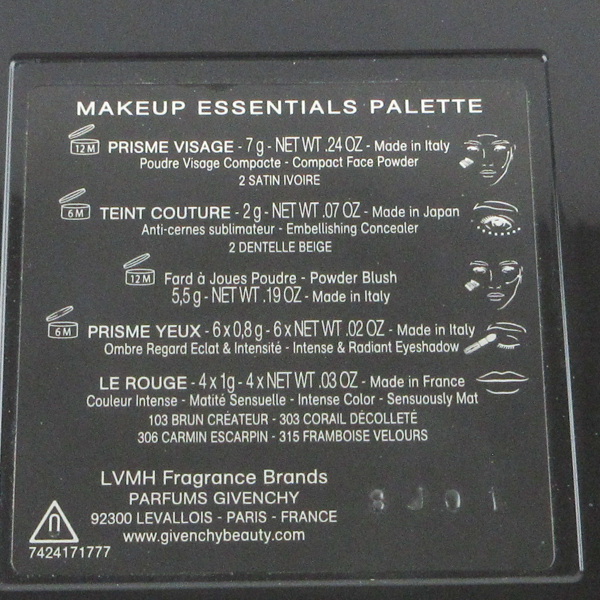 MAKEUP ESSENTIALS PALETTE
12 M PRISME VISAGE - 7 g - NET WT .24 OZ - Made in Italy
Poudre Visage Compacte - Compact Face Powder
2 SATIN IVOIRE
6 M TEINT COUTURE - 2 g - NET WT .07 OZ - Made in Japan
Anti-cernes sublimateur - Embellishing Concealer
2 DENTELLE BEIGE
12 M Fard à Joues Poudre - Powder Blush
5,5 g - NET WT .19 OZ - Made in Italy
6 M PRISME YEUX - 6 x 0,8 g - 6 x NET WT .02 OZ - Made in Italy
Ombre Regard Eclat & Intensité - Intense & Radiant Eyeshadow
LE ROUGE - 4 x 1g - 4 x NET WT .03 OZ - Made in France
Couleur Intense - Matité Sensuelle - Intense Color - Sensuously Mat
103 BRUN CRÉATEUR - 303 CORAIL DÉCOLLETÉ
306 CARMIN ESCARPIN - 315 FRAMBOISE VELOURS
LVMH Fragrance Brands
PARFUMS GIVENCHY
92300 LEVALLOIS - PARIS - FRANCE
www.givenchybeauty.com
7424171777